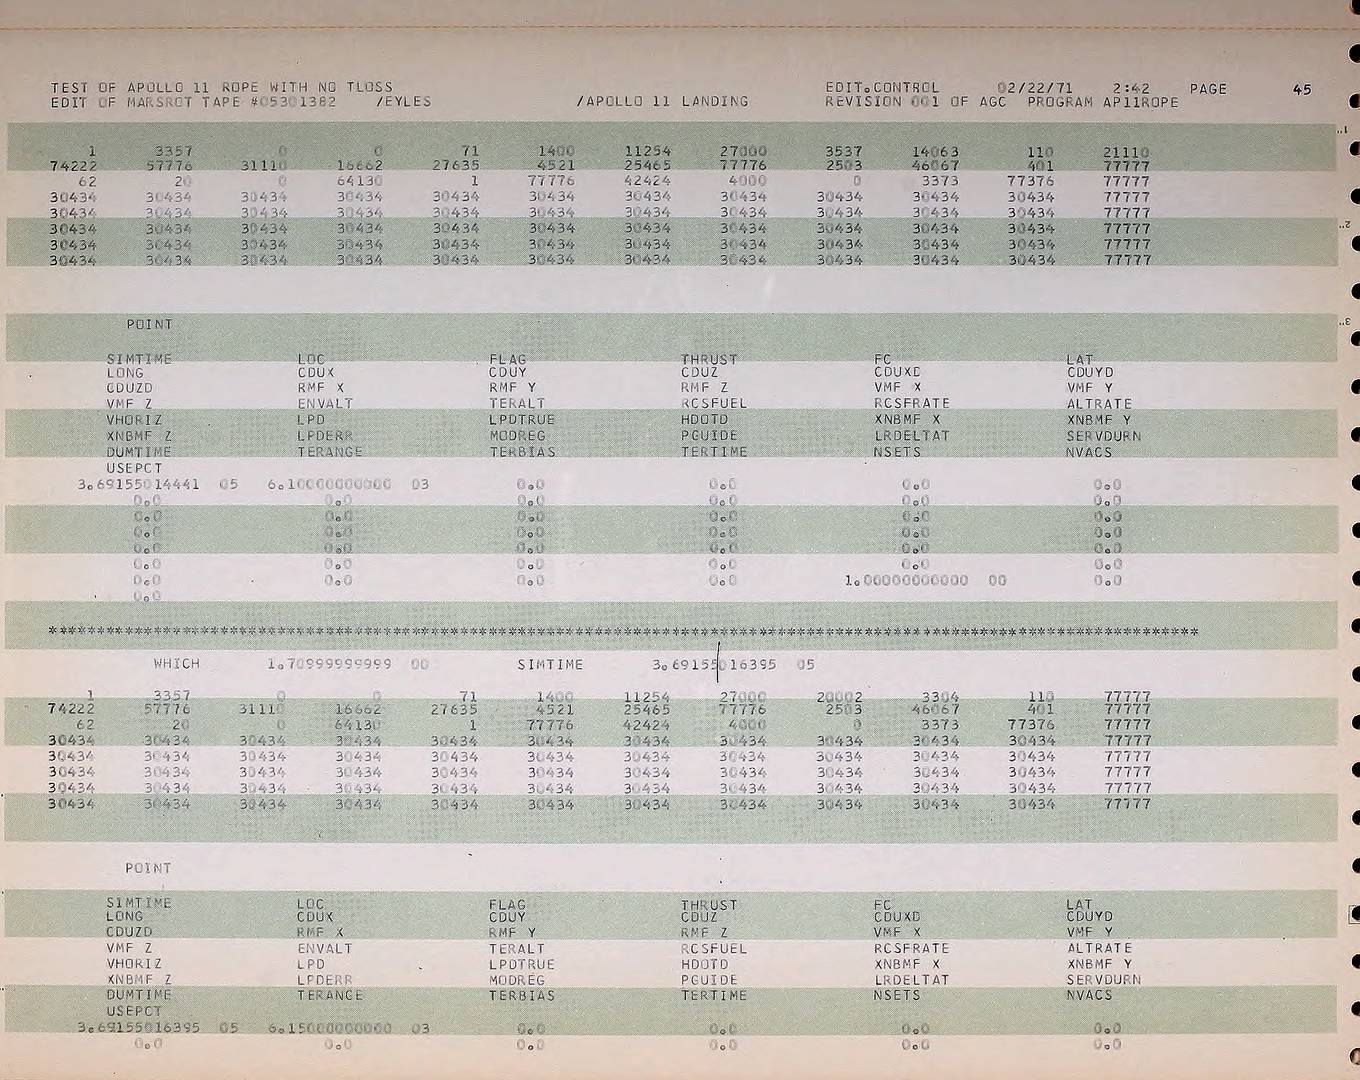 TEST OF APOLLO 11 ROPE WITH NO TLOSS EDIT.CONTROL 02/22/71 2:42 PAGE 45
EDIT OF MARSROT TAPE #05301382 /EYLES /APOLLO 11 LANDING REVISION 001 OF AGC PROGRAM AP11ROPE
1 3357 0 0 71 1400 11254 27000 3537 14063 110 21110
74222 57776 31110 16662 27635 4521 25465 77776 2503 46067 401 77777
62 20 0 64130 1 77776 42424 4000 0 3373 77376 77777
30434 30434 30434 30434 30434 30434 30434 30434 30434 30434 30434 77777
30434 30434 30434 30434 30434 30434 30434 30434 30434 30434 30434 77777
30434 30434 30434 30434 30434 30434 30434 30434 30434 30434 30434 77777
30434 30434 30434 30434 30434 30434 30434 30434 30434 30434 30434 77777
30434 30434 30434 30434 30434 30434 30434 30434 30434 30434 30434 77777
POINT
SIMTIME LOC FLAG THRUST FC LAT
LONG CDUX CDUY CDUZ CDUXD CDUYD
CDUZD RMF X RMF Y RMF Z VMF X VMF Y
VMF Z ENVALT TERALT RCSFUEL RCSFRATE ALTRATE
VHORIZ LPD LPDTRUE HDOTD XNBMF X XNBMF Y
XNBMF Z LPDERR MODREG PGUIDE LRDELTAT SERVDURN
DUMTIME TERANGE TERBIAS TERTIME NSETS NVACS
USEPCT
3.69155014441 05 6.10000000000 03 0.0 0.0 0.0 0.0
0.0 0.0 0.0 0.0 0.0 0.0
0.0 0.0 0.0 0.0 0.0 0.0
0.0 0.0 0.0 0.0 0.0 0.0
0.0 0.0 0.0 0.0 0.0 0.0
0.0 0.0 0.0 0.0 0.0 0.0
0.0 0.0 0.0 0.0 1.00000000000 00 0.0
0.0
************************************************************************************************************************
WHICH 1.70999999999 00 SIMTIME 3.69155016395 05
1 3357 0 0 71 1400 11254 27000 20002 3304 110 77777
74222 57776 31110 16662 27635 4521 25465 77776 2503 46067 401 77777
62 20 0 64130 1 77776 42424 4000 0 3373 77376 77777
30434 30434 30434 30434 30434 30434 30434 30434 30434 30434 30434 77777
30434 30434 30434 30434 30434 30434 30434 30434 30434 30434 30434 77777
30434 30434 30434 30434 30434 30434 30434 30434 30434 30434 30434 77777
30434 30434 30434 30434 30434 30434 30434 30434 30434 30434 30434 77777
30434 30434 30434 30434 30434 30434 30434 30434 30434 30434 30434 77777
POINT
SIMTIME LOC FLAG THRUST FC LAT
LONG CDUX CDUY CDUZ CDUXD CDUYD
CDUZD RMF X RMF Y RMF Z VMF X VMF Y
VMF Z ENVALT TERALT RCSFUEL RCSFRATE ALTRATE
VHORIZ LPD LPDTRUE HDOTD XNBMF X XNBMF Y
XNBMF Z LPDERR MODREG PGUIDE LRDELTAT SERVDURN
DUMTIME TERANGE TERBIAS TERTIME NSETS NVACS
USEPCT
3.69155016395 05 6.15000000000 03 0.0 0.0 0.0 0.0
0.0 0.0 0.0 0.0 0.0 0.0